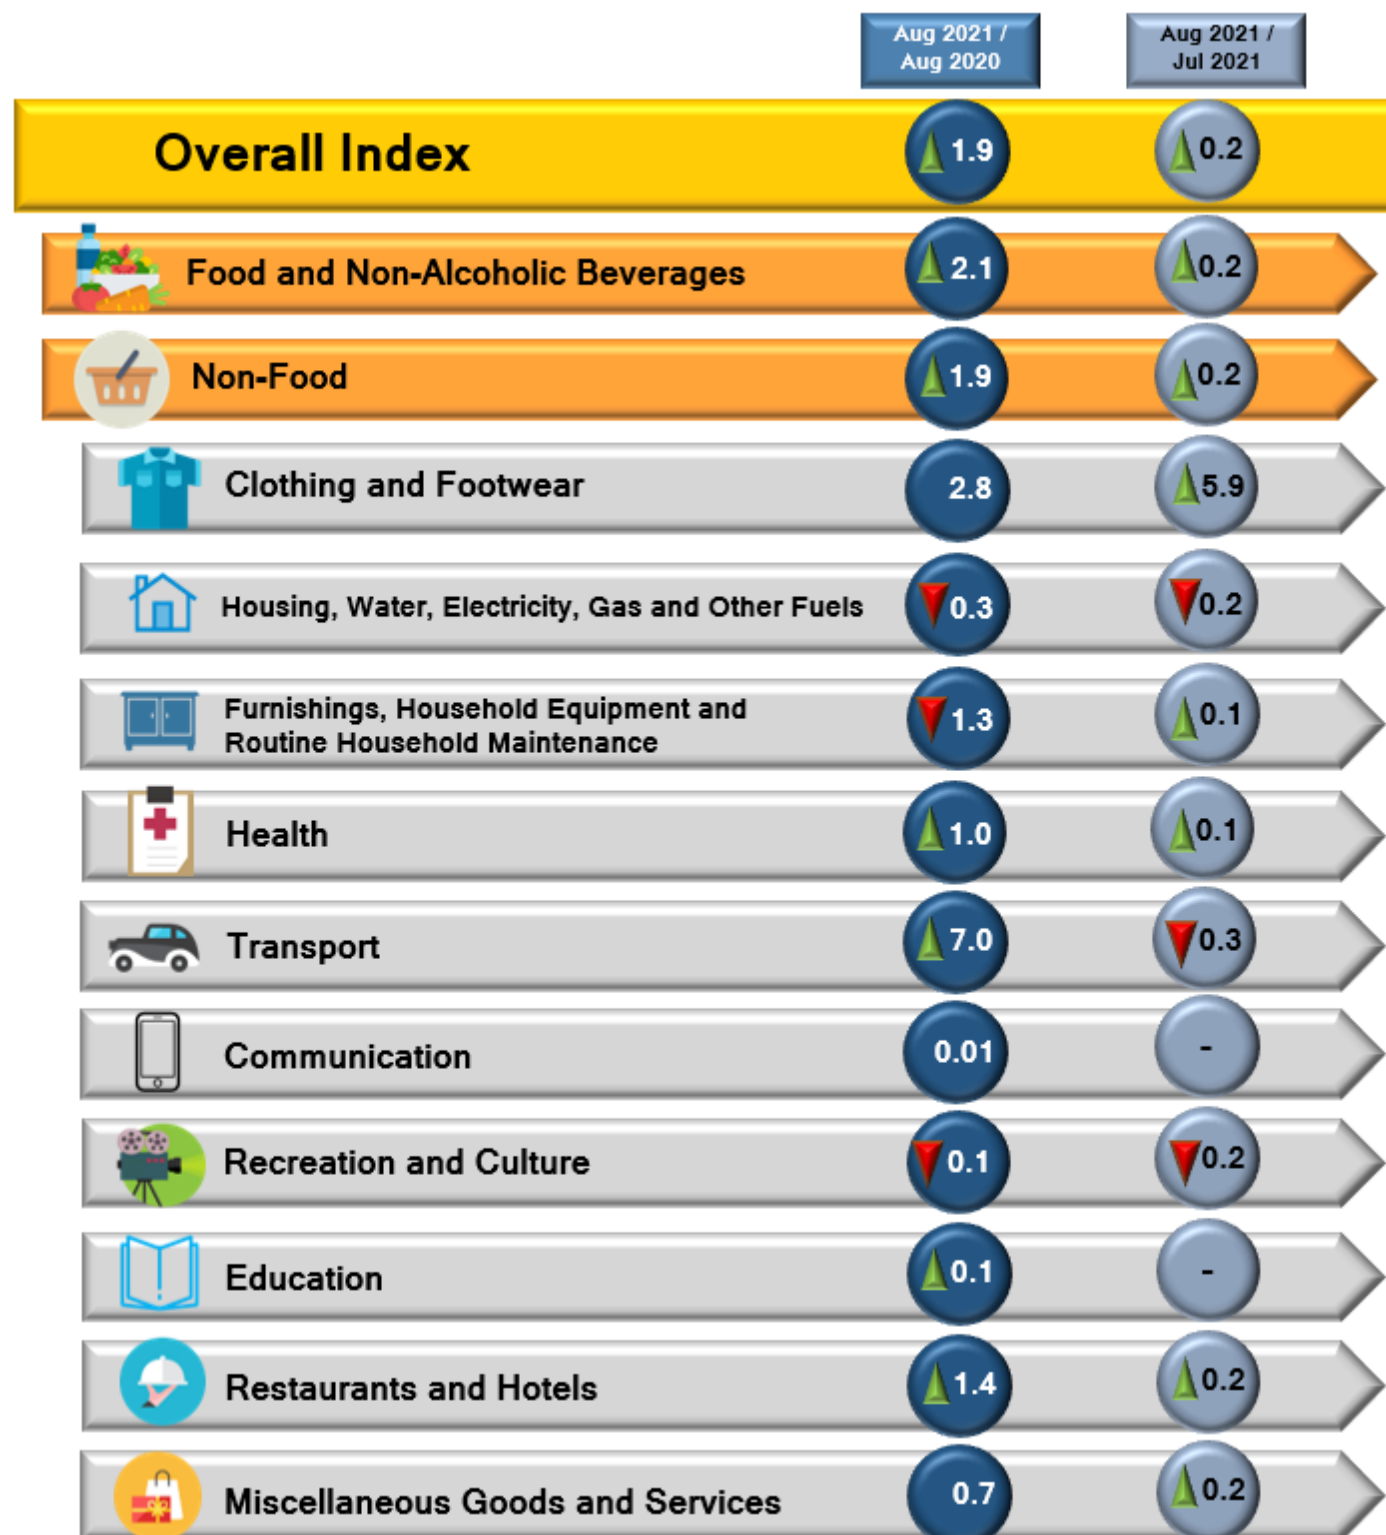 Aug 2021 /
Aug 2020
Aug 2021 /
Jul 2021
Overall Index 1.9 0.2
Food and Non-Alcoholic Beverages 2.1 0.2
Non-Food 1.9 0.2
Clothing and Footwear 2.8 5.9
Housing, Water, Electricity, Gas and Other Fuels 0.3 0.2
Furnishings, Household Equipment and
Routine Household Maintenance 1.3 0.1
Health 1.0 0.1
Transport 7.0 0.3
Communication 0.01 -
Recreation and Culture 0.1 0.2
Education 0.1 -
Restaurants and Hotels 1.4 0.2
Miscellaneous Goods and Services 0.7 0.2